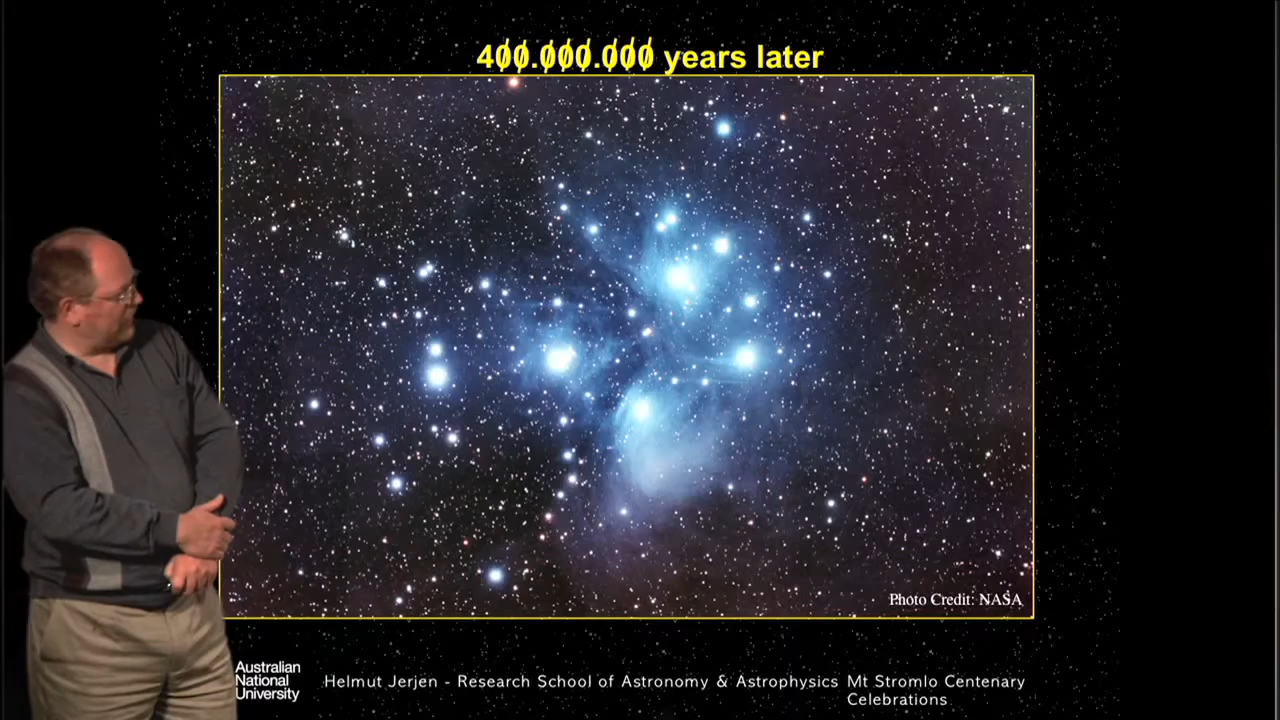 400.000.000 years later
Photo Credit: NASA
Australian
National
University
Helmut Jerjen - Research School of Astronomy & Astrophysics
Mt Stromlo Centenary
Celebrations